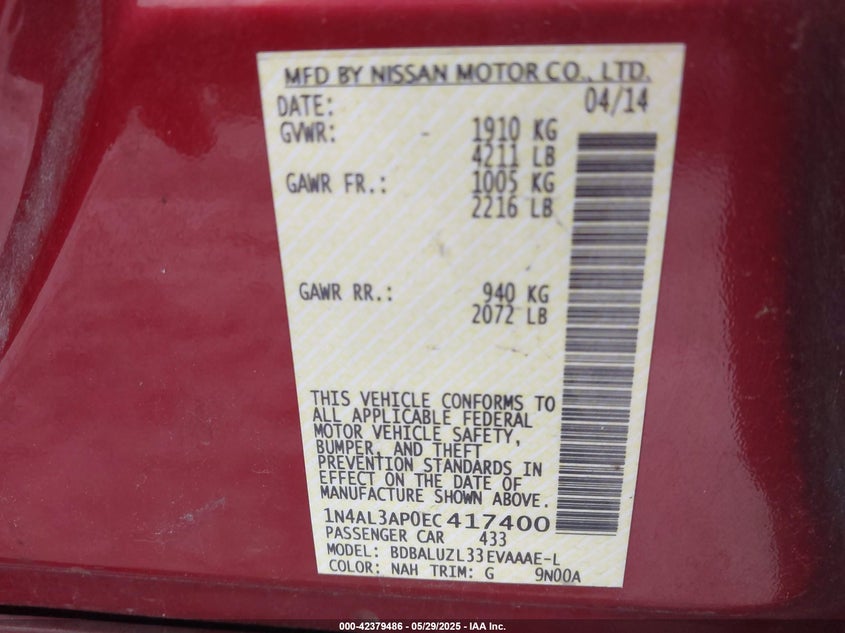 MFD BY NISSAN MOTOR CO., LTD.
DATE: 04/14
GVWR: - 1910 KG
4211 LB
GAWR FR.: 1005 KG
2216 LB
GAWR RR.: 940 KG
2072 LB
THIS VEHICLE CONFORMS TO
ALL APPLICABLE FEDERAL
MOTOR VEHICLE SAFETY,
BUMPER, AND THEFT
PREVENTION STANDARDS IN
EFFECT ON THE DATE OF
MANUFACTURE SHOWN ABOVE.
1N4AL3AP0EC417400
PASSENGER CAR 433
MODEL: BDBALUZL33EVAAAE-L
COLOR: NAH TRIM: G 9N00A
000-42379486 - 05/29/2025 - IAA Inc.